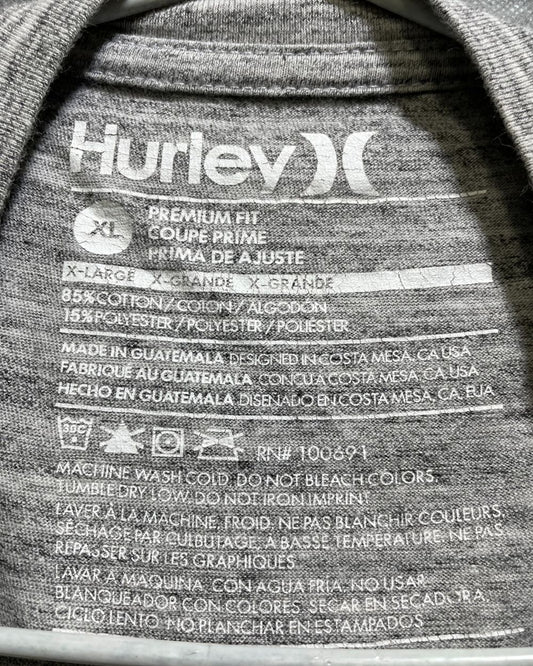 Hurley
XL
PREMIUM FIT
COUPE PRIME
PRIMA DE AJUSTE
X-LARGE X-GRANDE X-GRANDE
85% COTTON / COTON / ALGODÓN
15% POLYESTER / POLYESTER / POLIÉSTER
MADE IN GUATEMALA DESIGNED IN COSTA MESA, CA USA
FABRIQUÉ AU GUATEMALA CONÇU A COSTA MESA, CA USA
HECHO EN GUATEMALA DISEÑADO EN COSTA MESA, CA. EUA
30C RN# 100691
MACHINE WASH COLD, DO NOT BLEACH COLORS,
TUMBLE DRY LOW, DO NOT IRON IMPRINT
LAVER À LA MACHINE, FROID. NE PAS BLANCHIR COULEURS,
SÉCHAGE PAR CULBUTAGE, A BASSE TEMPÉRATURE. NE PAS
REPASSER SUR LES GRAPHIQUES
LAVAR A MAQUINA, CON AGUA FRIA. NO USAR
BLANQUEADOR CON COLORES, SECAR EN SECADORA,
CICLO LENTO. NO PLANCHAR EN ESTAMPADOS